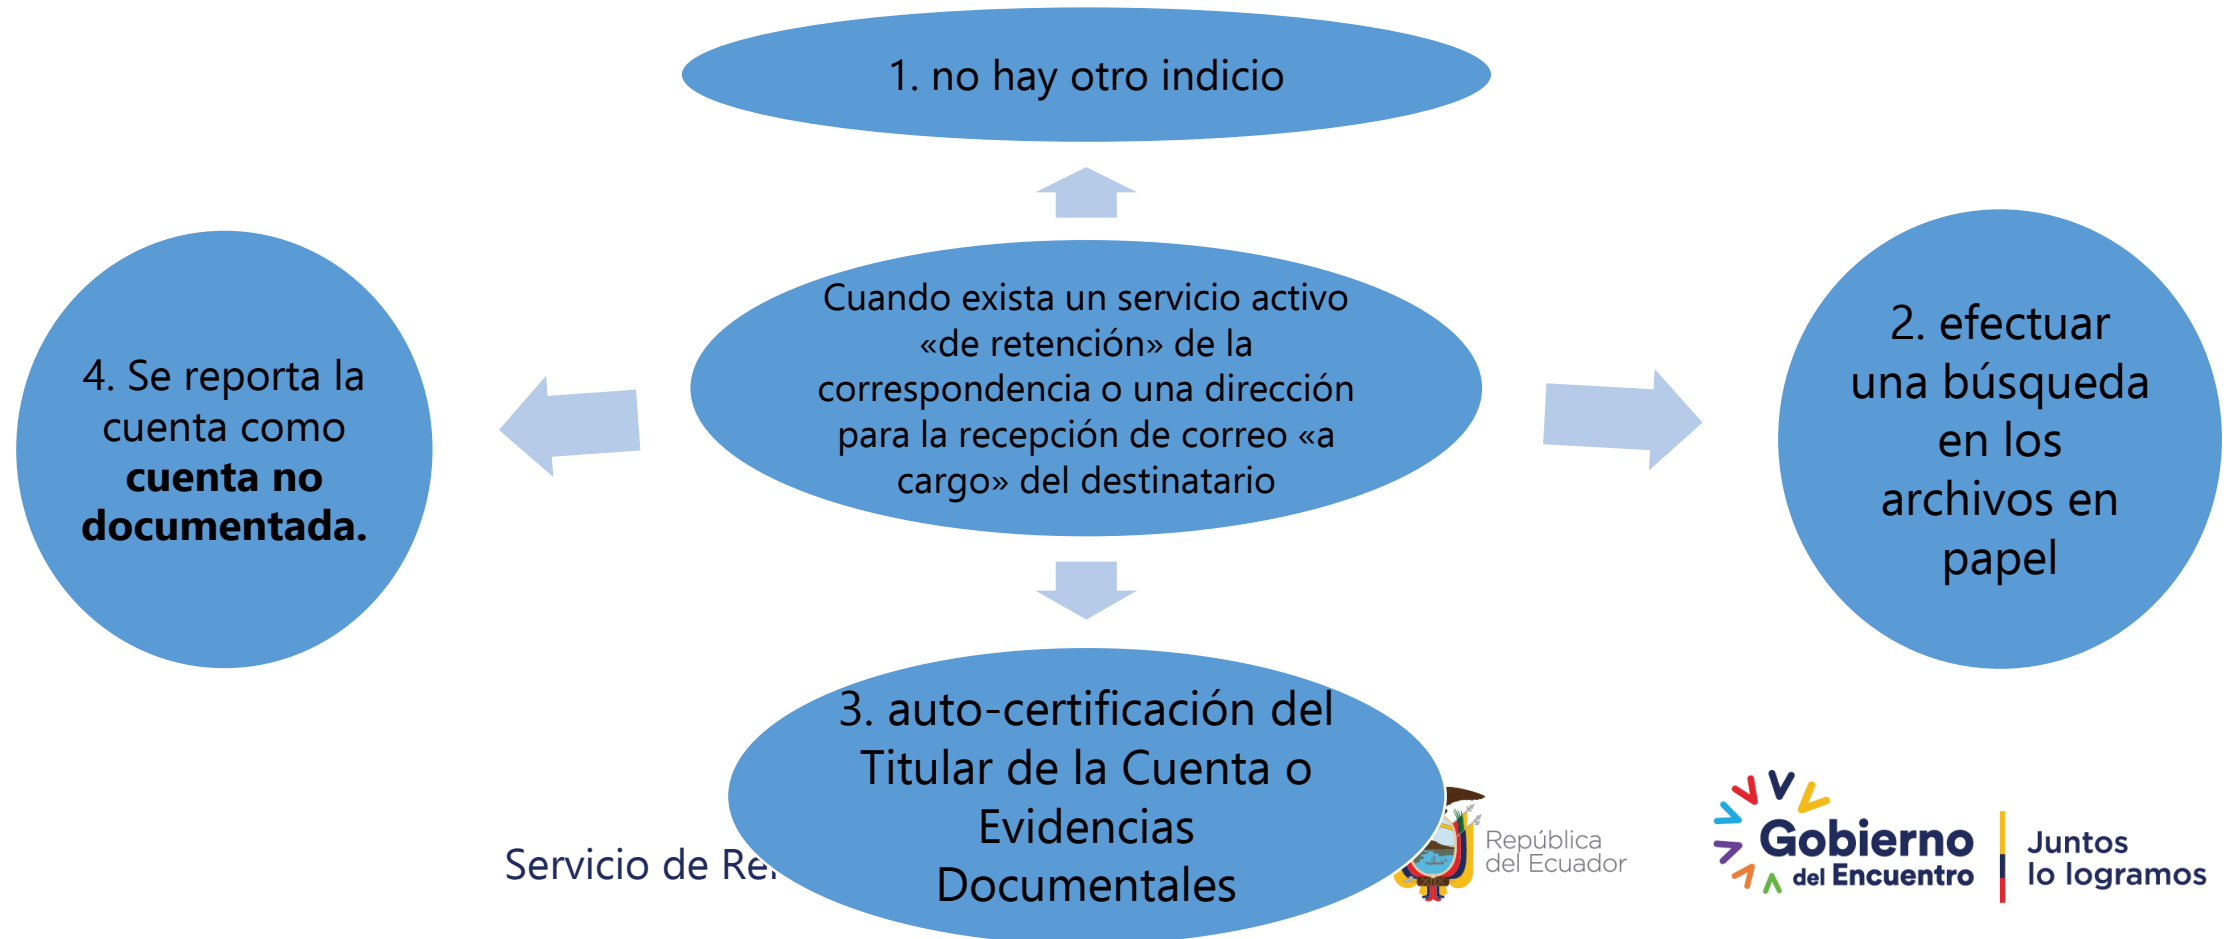 1. no hay otro indicio
Cuando exista un servicio activo
«de retención» de la
correspondencia o una dirección
para la recepción de correo «a
cargo» del destinatario
2. efectuar
una búsqueda
en los
archivos en
papel
3. auto-certificación del
Titular de la Cuenta o
Evidencias
Documentales
4. Se reporta la
cuenta como
cuenta no
documentada.
Servicio de
República
del Ecuador
Gobierno
del Encuentro
Juntos
lo logramos